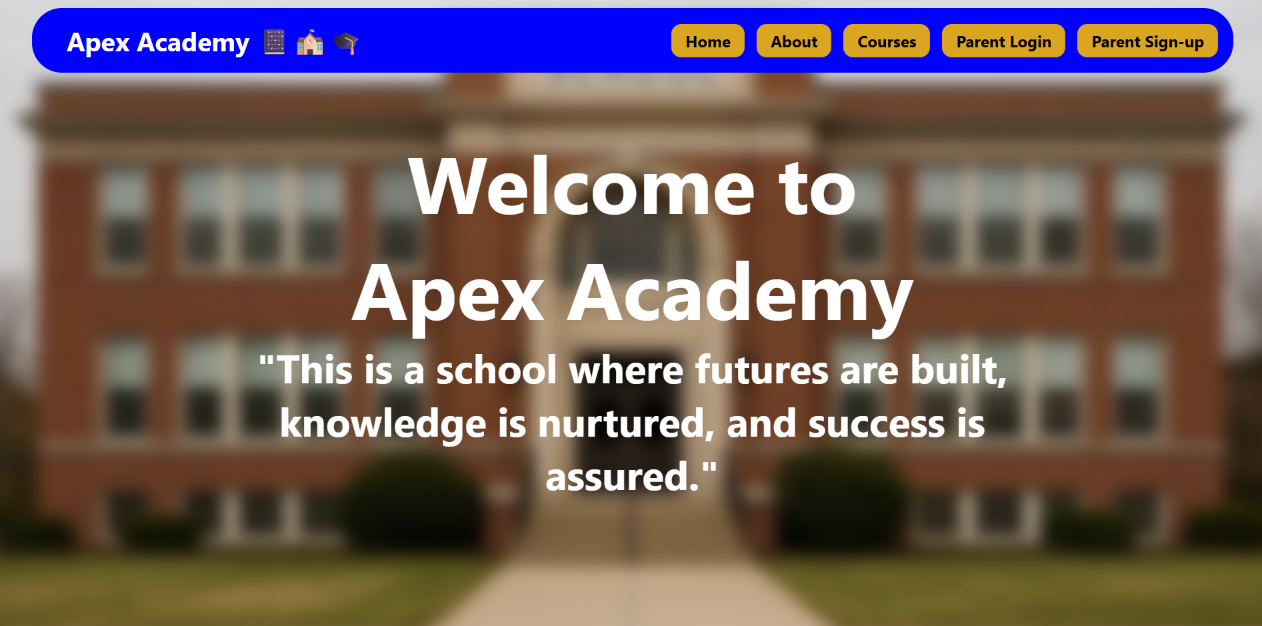 Apex Academy
Home
About
Courses
Parent Login
Parent Sign-up
Welcome to
Apex Academy
"This is a school where futures are built,
knowledge is nurtured, and success is
assured."